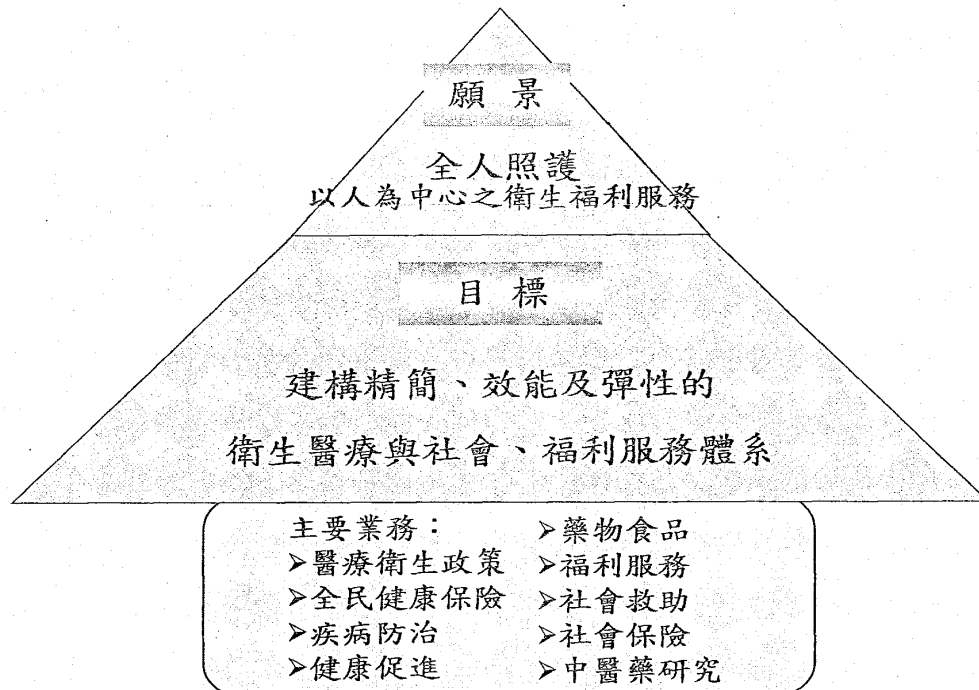 願景
全人照護
以人為中心之衛生福利服務
目標
建構精簡、效能及彈性的
衛生醫療與社會、福利服務體系
主要業務：
➢醫療衛生政策
➢全民健康保險
➢疾病防治
➢健康促進
➢藥物食品
➢福利服務
➢社會救助
➢社會保險
➢中醫藥研究